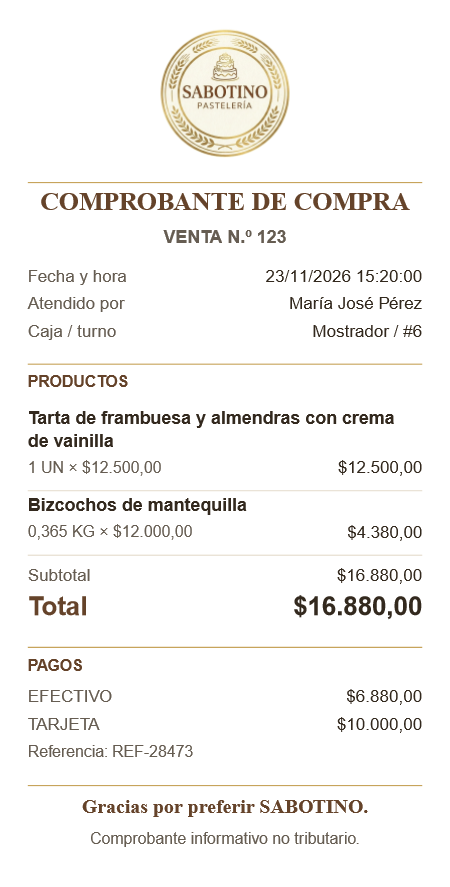 SABOTINO
PASTELERÍA
COMPROBANTE DE COMPRA
VENTA N.º 123
Fecha y hora 23/11/2026 15:20:00
Atendido por María José Pérez
Caja / turno Mostrador / #6
PRODUCTOS
Tarta de frambuesa y almendras con crema
de vainilla
1 UN × $12.500,00 $12.500,00
Bizcochos de mantequilla
0,365 KG × $12.000,00 $4.380,00
Subtotal $16.880,00
Total $16.880,00
PAGOS
EFECTIVO $6.880,00
TARJETA $10.000,00
Referencia: REF-28473
Gracias por preferir SABOTINO.
Comprobante informativo no tributario.